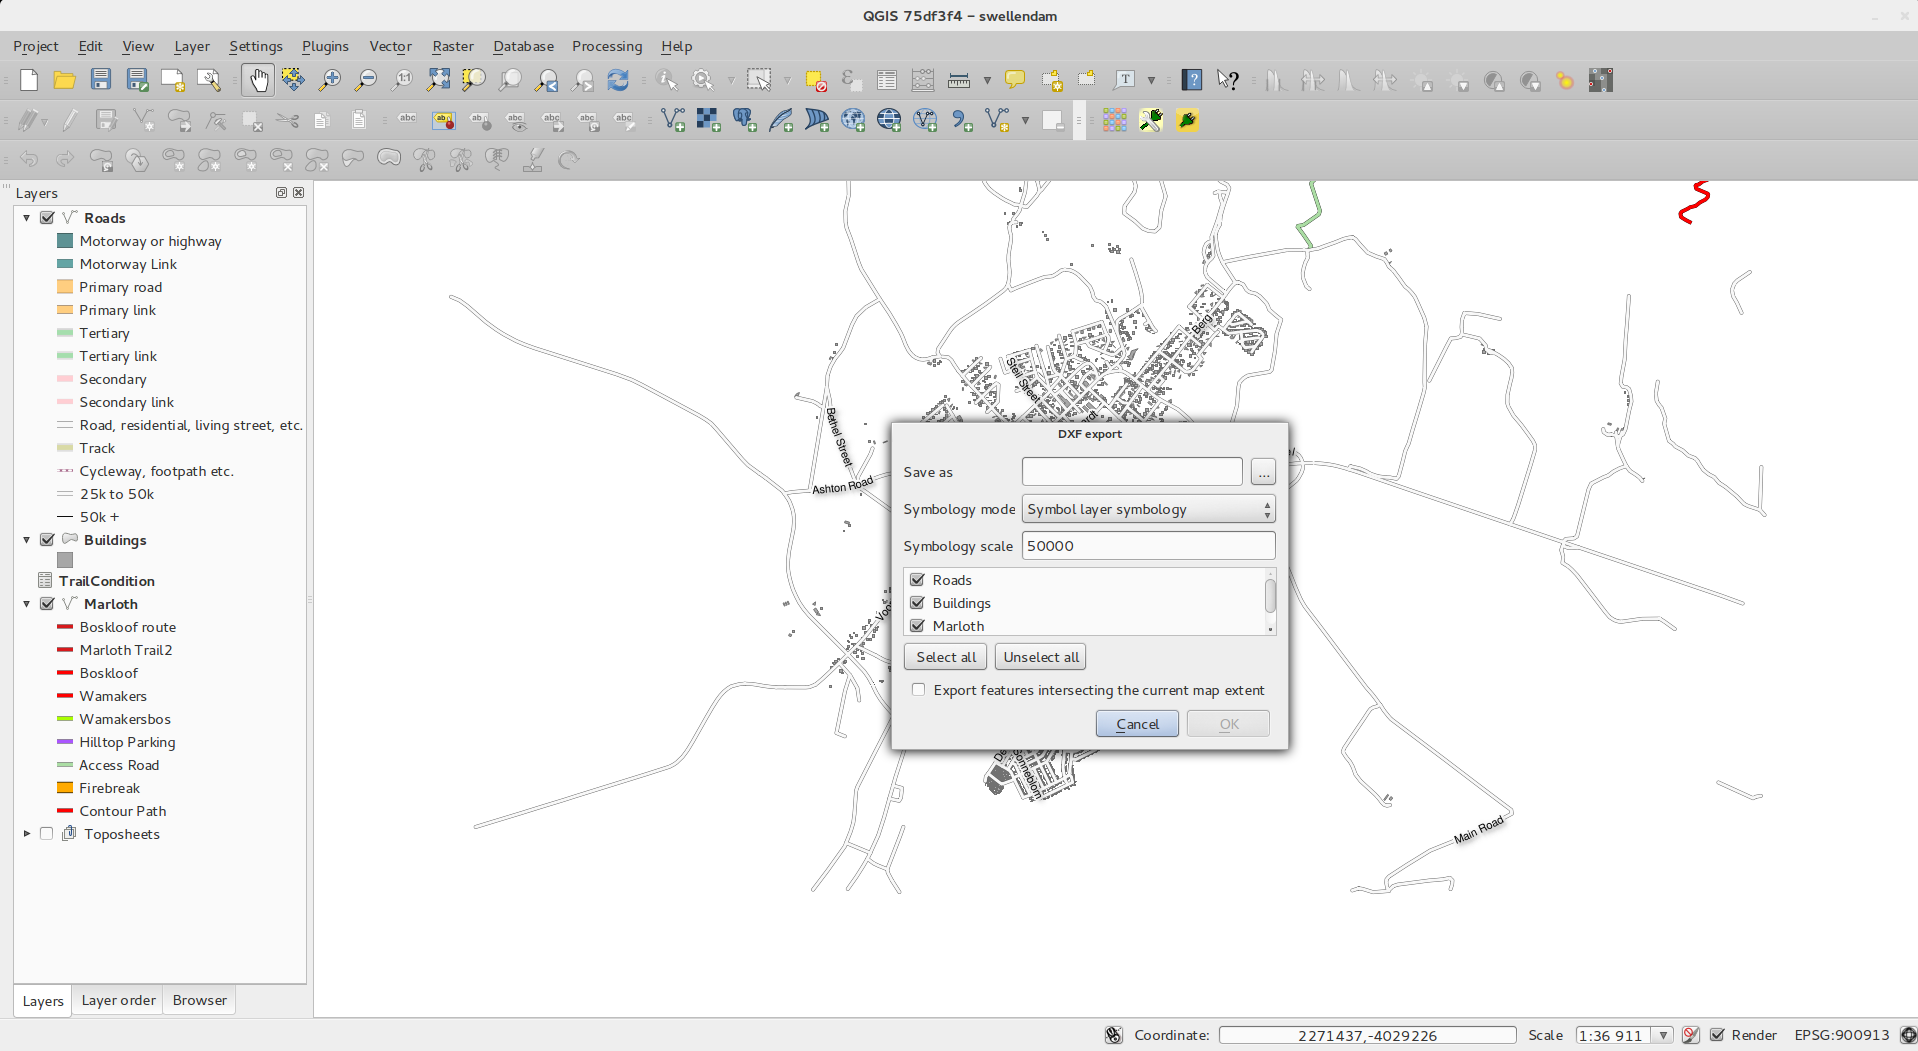 QGIS 75df3f4 – swellendam
Project Edit View Layer Settings Plugins Vector Raster Database Processing Help
Layers
Roads
Motorway or highway
Motorway Link
Primary road
Primary link
Tertiary
Tertiary link
Secondary
Secondary link
Road, residential, living street, etc.
Track
Cycleway, footpath etc.
25k to 50k
50k +
Buildings
TrailCondition
Marloth
Boskloof route
Marloth Trail2
Boskloof
Wamakers
Wamakersbos
Hilltop Parking
Access Road
Firebreak
Contour Path
Toposheets
Layers Layer order Browser
Berg
Steil Street
Bethel Street
Ashton Road
DXF export
Save as ...
Symbology mode Symbol layer symbology
Symbology scale 50000
Roads
Buildings
Marloth
Select all Unselect all
Export features intersecting the current map extent
Cancel OK
Sonneblom
Main Road
Coordinate: 2271437,-4029226 Scale 1:36 911 Render EPSG:900913